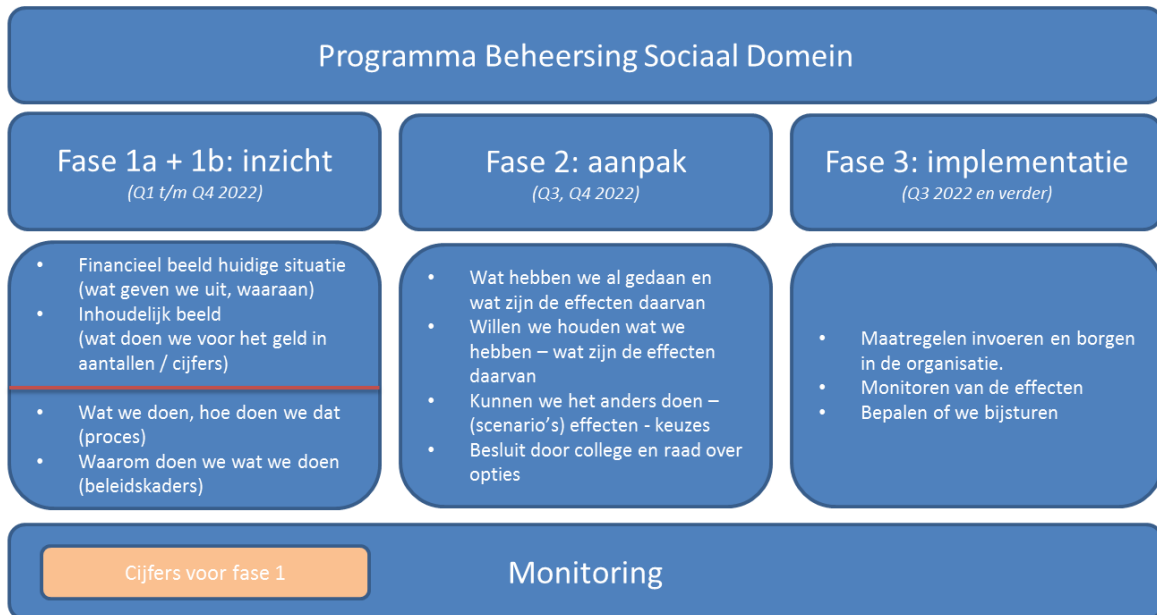 Programma Beheersing Sociaal Domein
Fase 1a + 1b: inzicht
(Q1 t/m Q4 2022)
• Financieel beeld huidige situatie
(wat geven we uit, waaraan)
• Inhoudelijk beeld
(wat doen we voor het geld in
aantallen / cijfers)
• Wat we doen, hoe doen we dat
(proces)
• Waarom doen we wat we doen
(beleidskaders)
Fase 2: aanpak
(Q3, Q4 2022)
• Wat hebben we al gedaan en
wat zijn de effecten daarvan
• Willen we houden wat we
hebben – wat zijn de effecten
daarvan
• Kunnen we het anders doen –
(scenario's) effecten - keuzes
• Besluit door college en raad over
opties
Fase 3: implementatie
(Q3 2022 en verder)
• Maatregelen invoeren en borgen
in de organisatie.
• Monitoren van de effecten
• Bepalen of we bijsturen
Cijfers voor fase 1
Monitoring